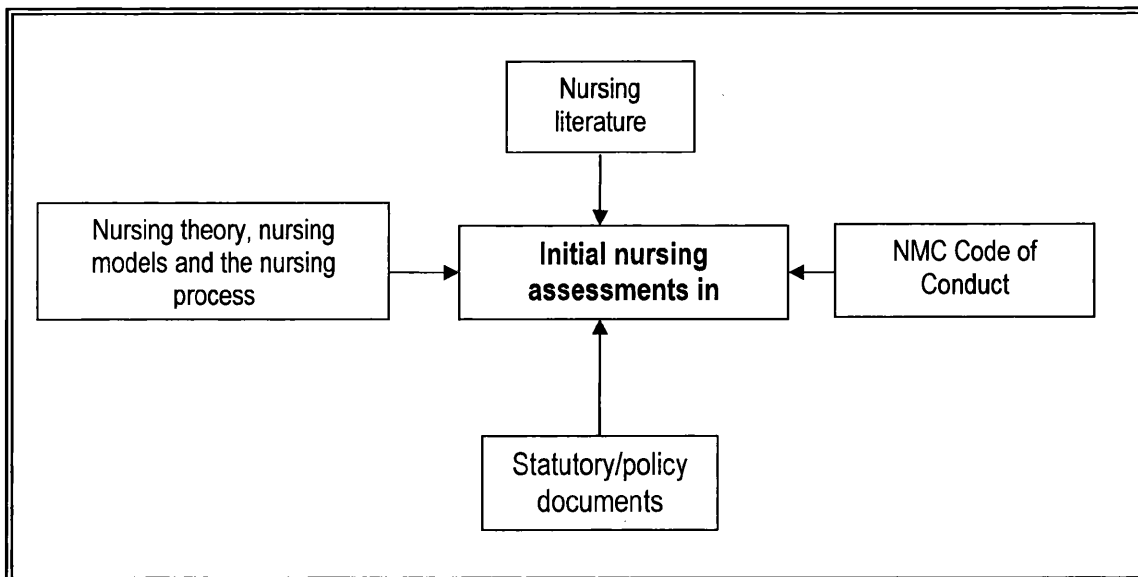 Nursing
literature
Nursing theory, nursing
models and the nursing
process
Initial nursing
assessments in
NMC Code of
Conduct
Statutory/policy
documents